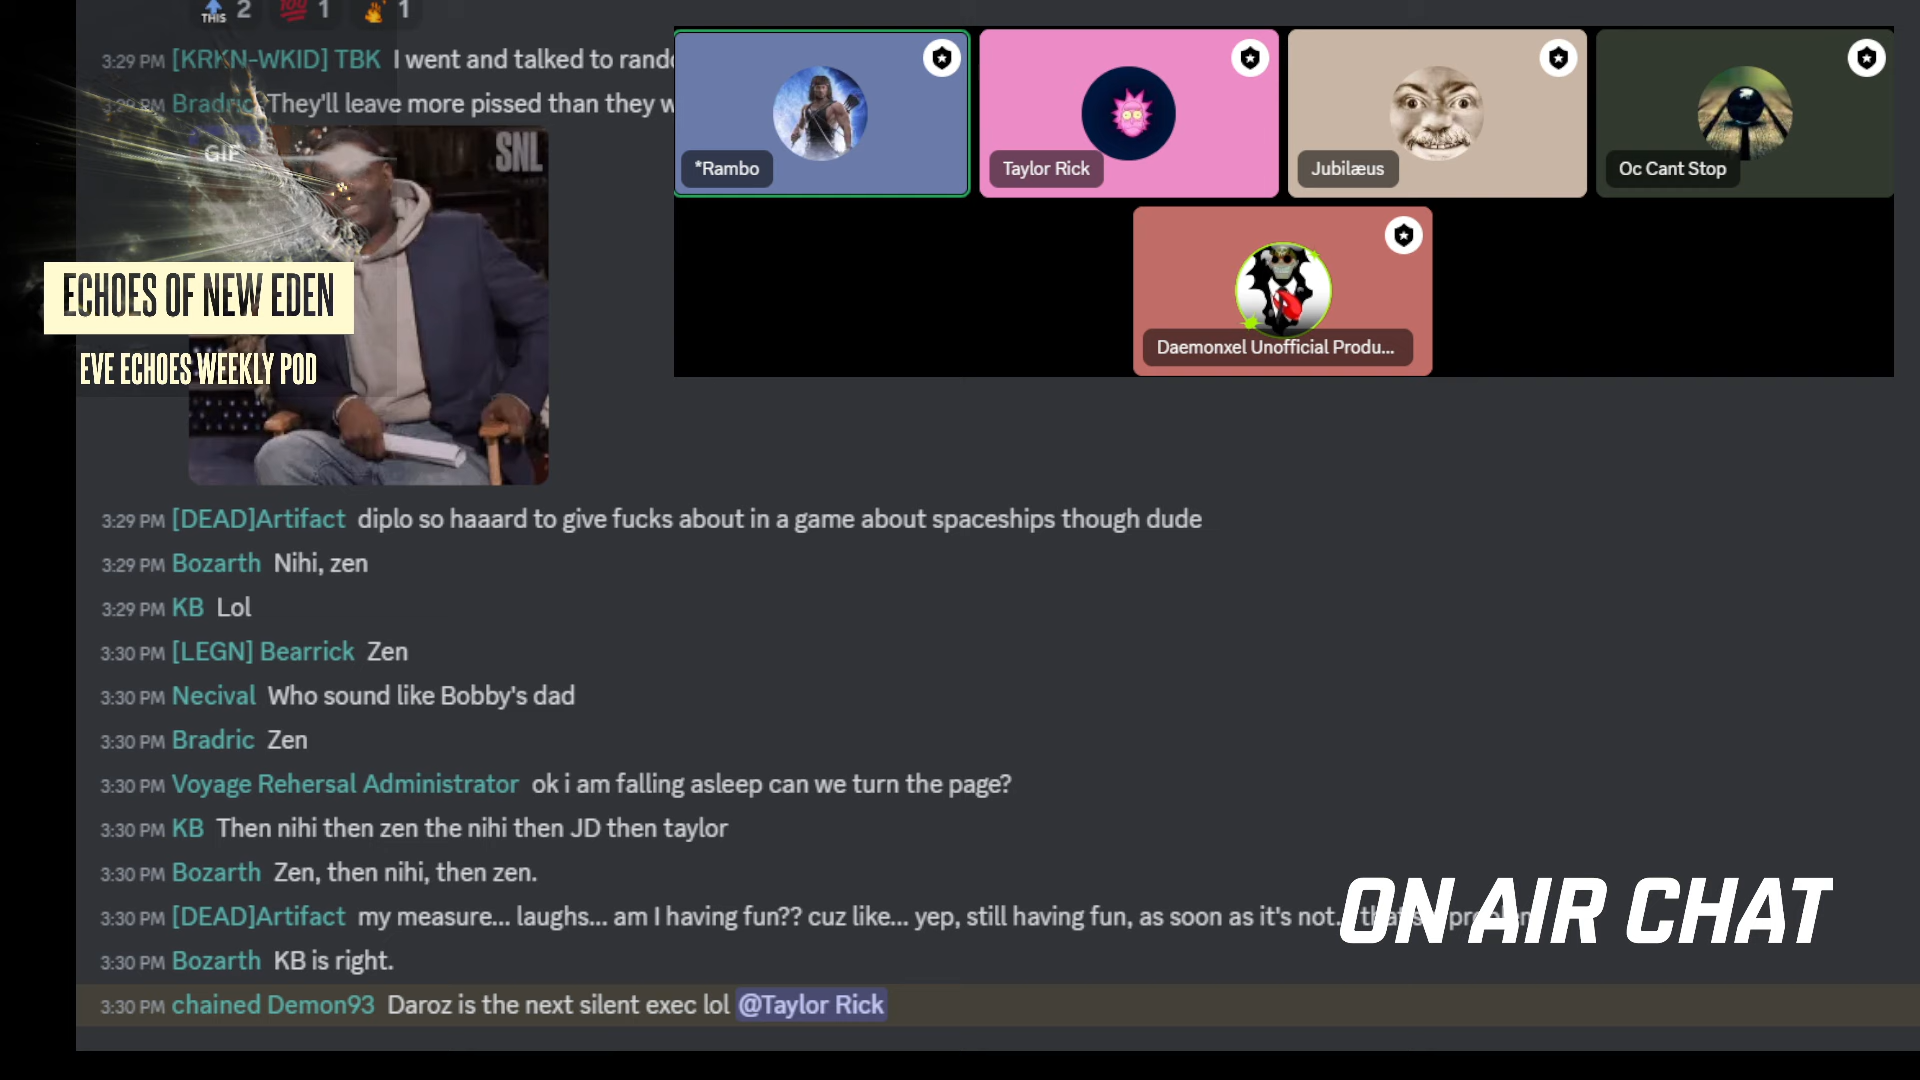 THIS 2 100 1 1
3:29 PM [KRKN-WKID] TBK I went and talked to rando
3:29 PM Bradric They'll leave more pissed than they w
GIF
SNL
*Rambo
Taylor Rick
Jubilæus
Oc Cant Stop
Daemonxel Unofficial Produ...
ECHOES OF NEW EDEN
EVE ECHOES WEEKLY POD
3:29 PM [DEAD]Artifact diplo so haaard to give fucks about in a game about spaceships though dude
3:29 PM Bozarth Nihi, zen
3:29 PM KB Lol
3:30 PM [LEGN] Bearrick Zen
3:30 PM Necival Who sound like Bobby's dad
3:30 PM Bradric Zen
3:30 PM Voyage Rehersal Administrator ok i am falling asleep can we turn the page?
3:30 PM KB Then nihi then zen the nihi then JD then taylor
3:30 PM Bozarth Zen, then nihi, then zen.
3:30 PM [DEAD]Artifact my measure... laughs... am I having fun?? cuz like... yep, still having fun, as soon as it's not..
ON AIR CHAT
3:30 PM Bozarth KB is right.
3:30 PM chained Demon93 Daroz is the next silent exec lol @Taylor Rick